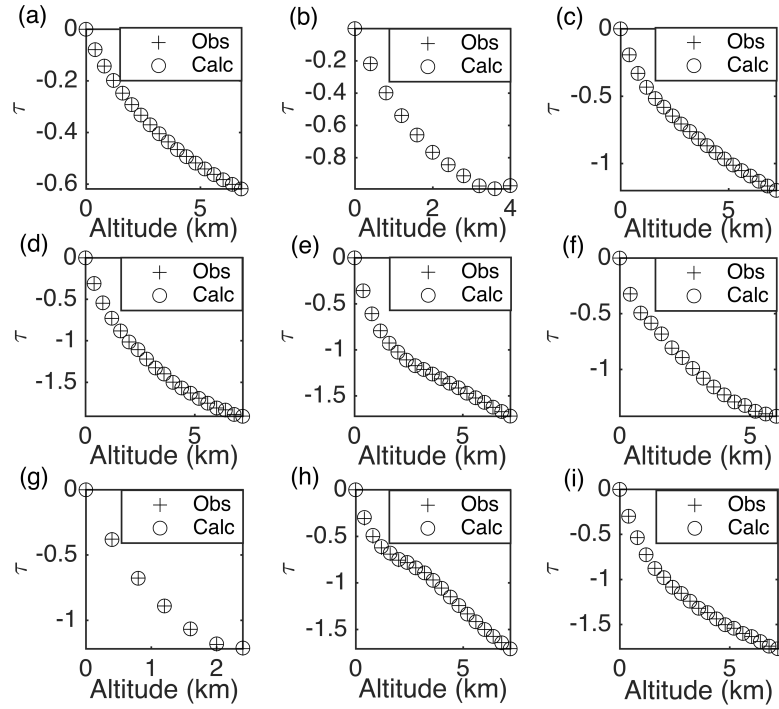 (a)
0
-0.2
-0.4
-0.6
τ
+ Obs
○ Calc
0 5
Altitude (km)
(b)
-0.2
-0.4
-0.6
-0.8
τ
+ Obs
○ Calc
0 2 4
Altitude (km)
(c)
0
-0.5
-1
τ
+ Obs
○ Calc
0 5
Altitude (km)
(d)
0
-0.5
-1
-1.5
τ
+ Obs
○ Calc
5
Altitude (km)
(e)
0
-0.5
-1
-1.5
τ
+ Obs
○ Calc
0 5
Altitude (km)
(f)
0
-0.5
-1
τ
+ Obs
○ Calc
0 5
Altitude (km)
(g)
0
-0.5
-1
τ
+ Obs
○ Calc
0 1 2
Altitude (km)
(h)
0
-0.5
-1
-1.5
τ
+ Obs
○ Calc
0 5
Altitude (km)
(i)
0
-0.5
-1
-1.5
τ
+ Obs
○ Calc
0 5
Altitude (km)